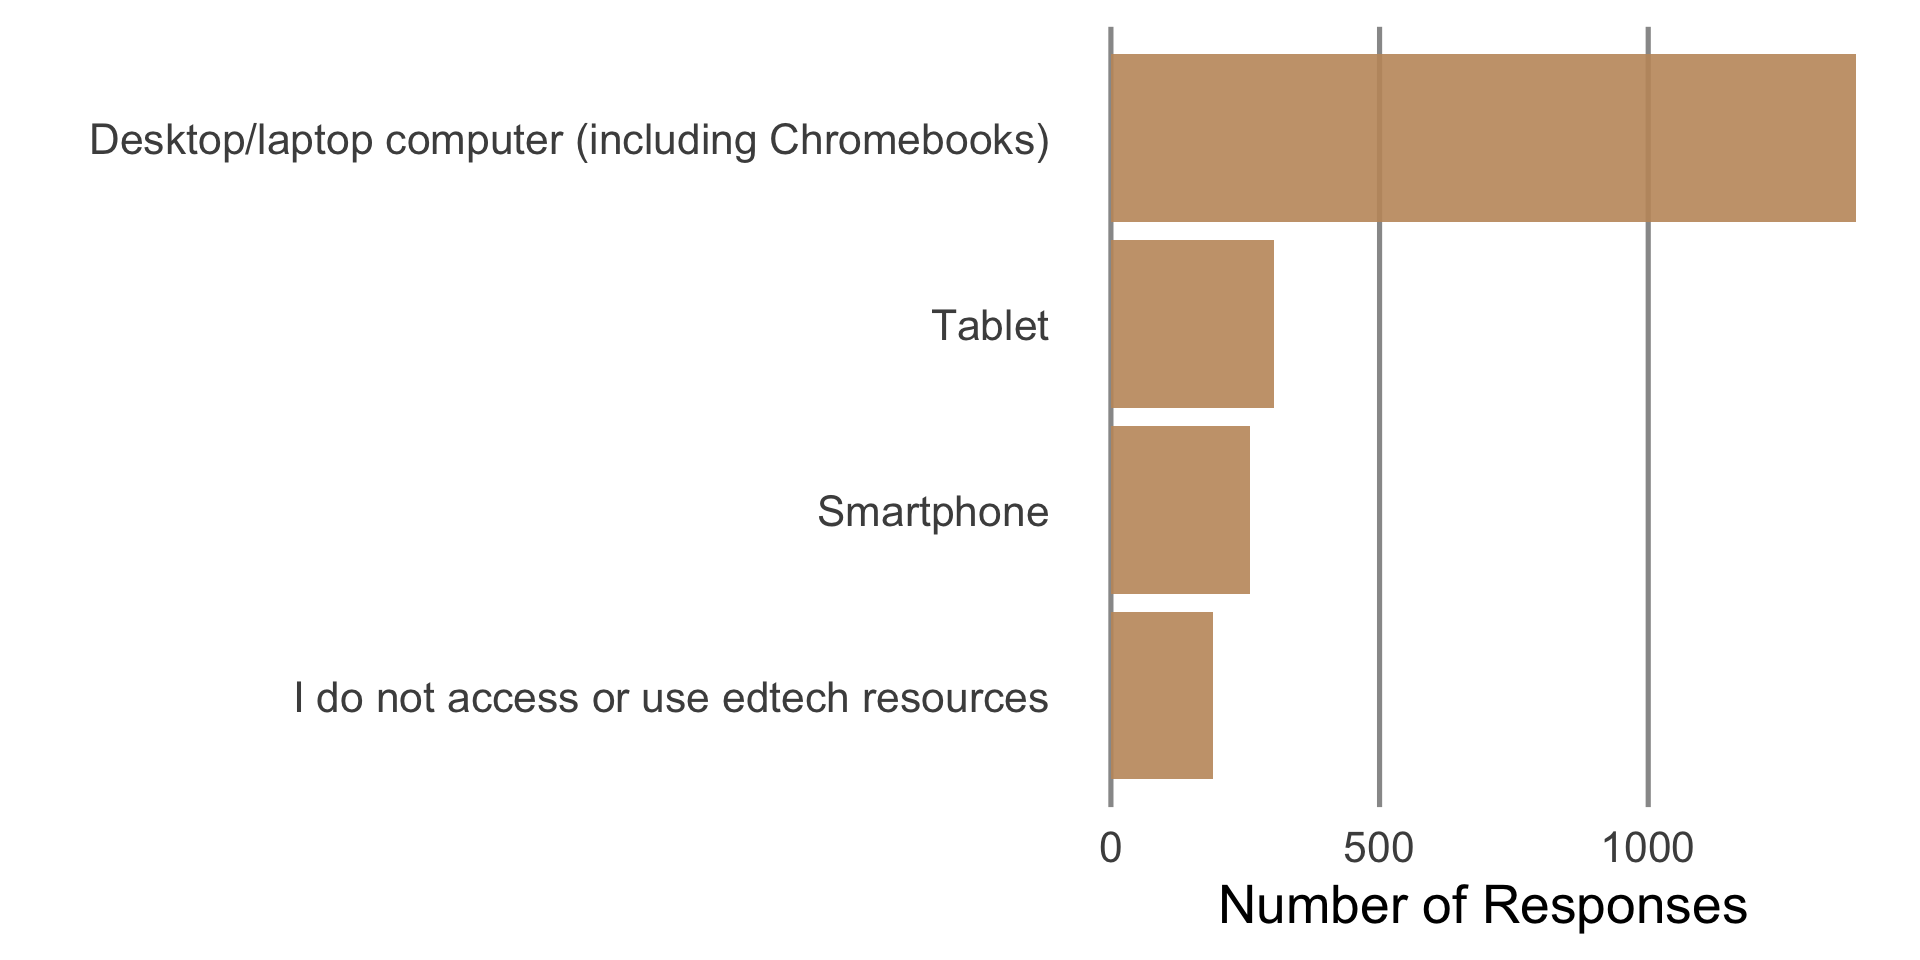 Desktop/laptop computer (including Chromebooks)
Tablet
Smartphone
I do not access or use edtech resources
0 500 1000
Number of Responses